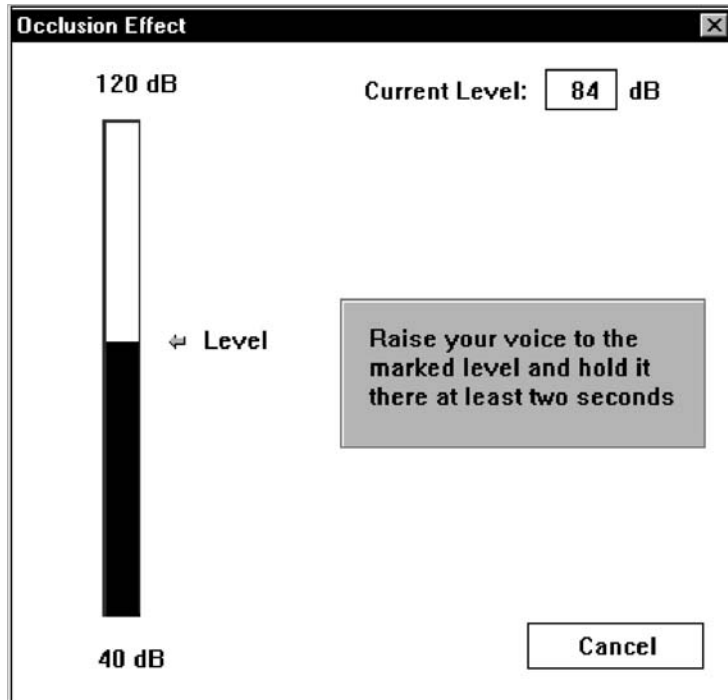 Occlusion Effect
120 dB
Current Level: 84 dB
Level
Raise your voice to the
marked level and hold it
there at least two seconds
40 dB
Cancel